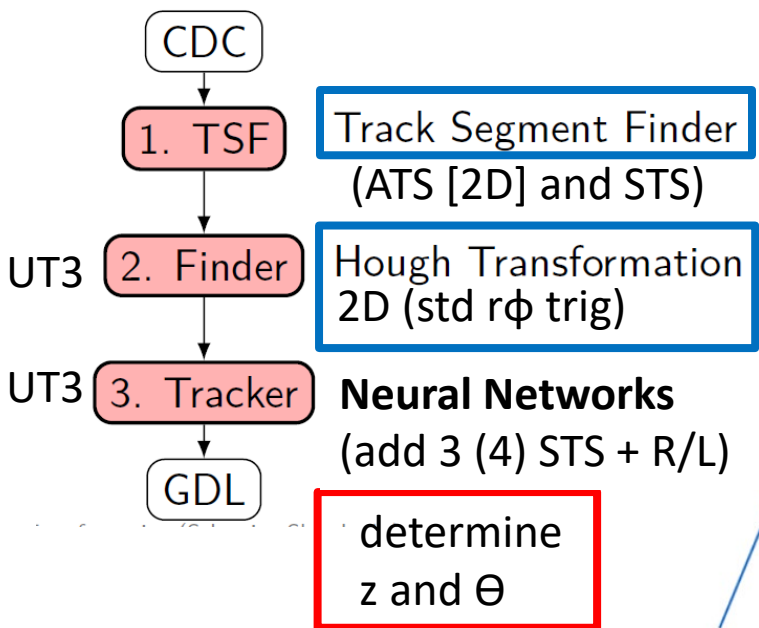 CDC
1. TSF
Track Segment Finder
(ATS [2D] and STS)
UT3
2. Finder
Hough Transformation
2D (std rϕ trig)
UT3
3. Tracker
Neural Networks
(add 3 (4) STS + R/L)
GDL
determine
z and Ɵ